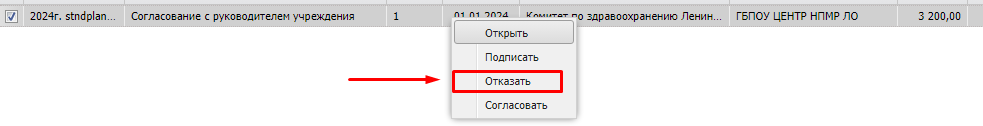 2024г. stndplan... Согласование с руководителем учреждения 1 01.01.2024 Комитет по здравоохранению Ленин... ГБПОУ ЦЕНТР НПМР ЛО 3 200,00
Открыть
Подписать
Отказать
Согласовать